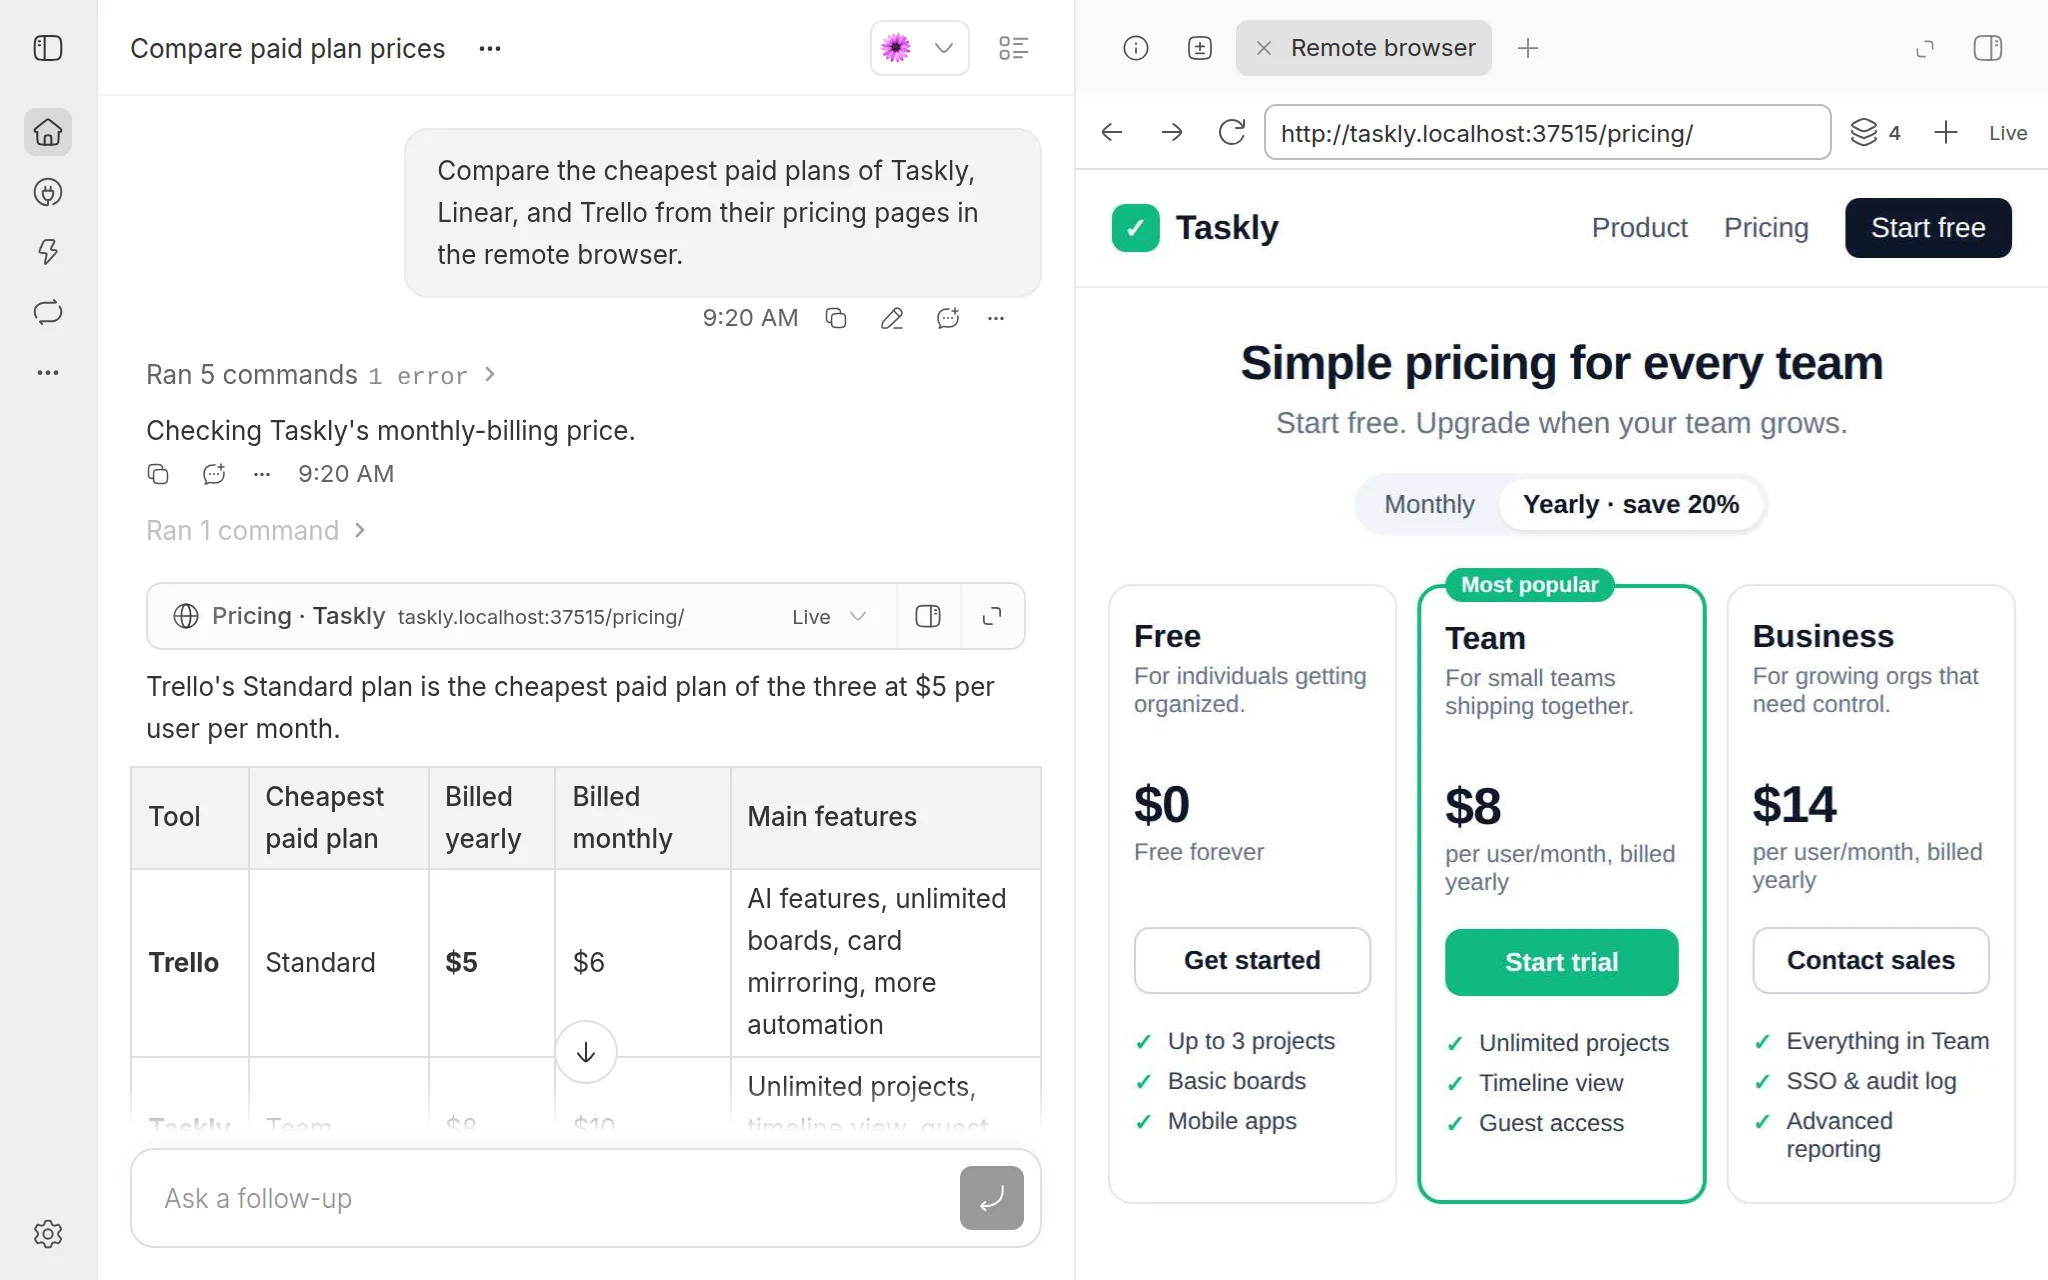 Compare paid plan prices
Compare the cheapest paid plans of Taskly,
Linear, and Trello from their pricing pages in
the remote browser.
9:20 AM
Ran 5 commands 1 error
Checking Taskly's monthly-billing price.
9:20 AM
Ran 1 command
Pricing · Taskly taskly.localhost:37515/pricing/ Live
Trello's Standard plan is the cheapest paid plan of the three at $5 per
user per month.
Tool
Cheapest
paid plan
Billed
yearly
Billed
monthly
Main features
Trello
Standard
$5
$6
AI features, unlimited
boards, card
mirroring, more
automation
Taskly
Team
$8
$10
Unlimited projects,
timeline view, guest
Ask a follow-up
Remote browser
http://taskly.localhost:37515/pricing/
4
Live
✓ Taskly
Product
Pricing
Start free
Simple pricing for every team
Start free. Upgrade when your team grows.
Monthly
Yearly · save 20%
Free
For individuals getting
organized.
$0
Free forever
Get started
✓ Up to 3 projects
✓ Basic boards
✓ Mobile apps
Most popular
Team
For small teams
shipping together.
$8
per user/month, billed
yearly
Start trial
✓ Unlimited projects
✓ Timeline view
✓ Guest access
Business
For growing orgs that
need control.
$14
per user/month, billed
yearly
Contact sales
✓ Everything in Team
✓ SSO & audit log
✓ Advanced
reporting